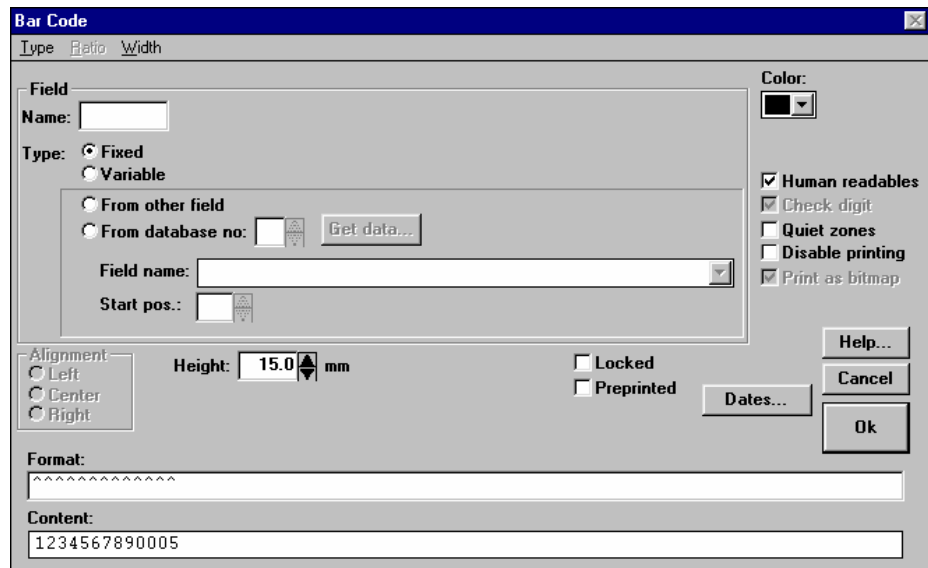 Bar Code
Type Ratio Width
Field
Name:
Type: Fixed
Variable
From other field
From database no: Get data...
Field name:
Start pos.:
Color:
Human readables
Check digit
Quiet zones
Disable printing
Print as bitmap
Alignment
Left
Center
Right
Height: 15.0 mm
Locked
Preprinted
Dates...
Help...
Cancel
Ok
Format:
^^^^^^^^^^^^^
Content:
1234567890005